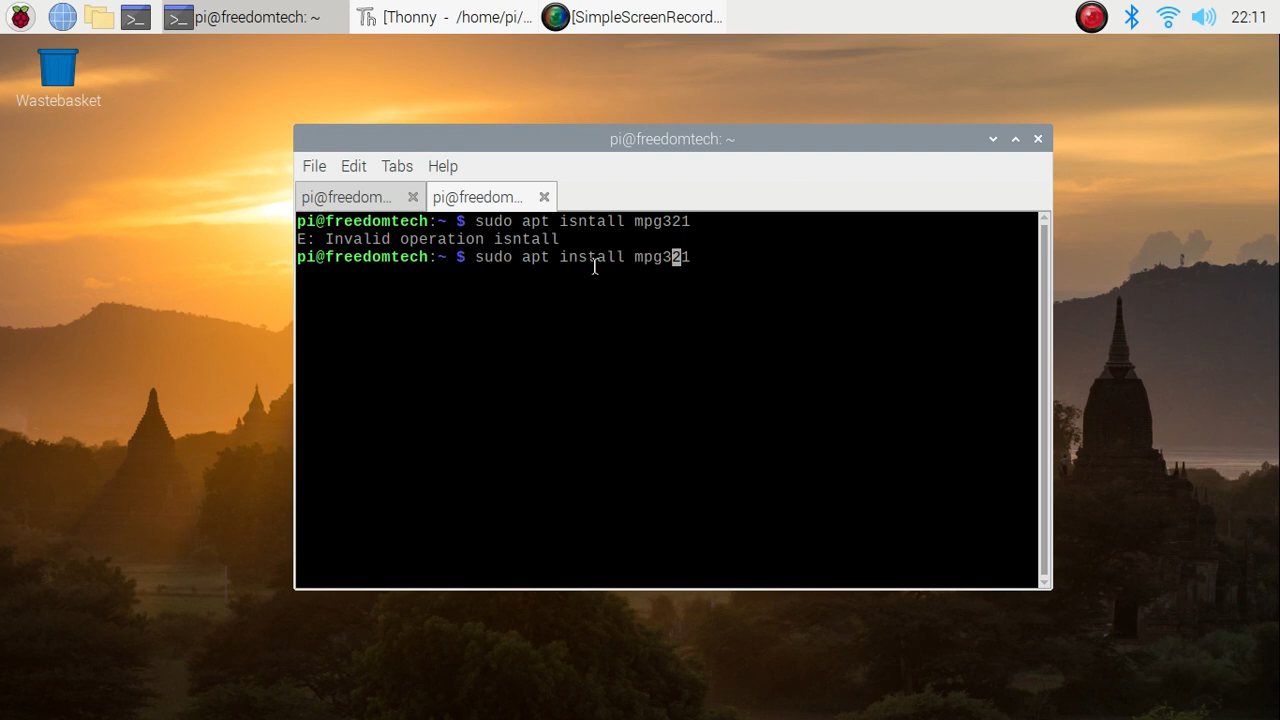 pi@freedomtech: ~
[Thonny - /home/pi/...
[SimpleScreenRecord...
22:11
Wastebasket
pi@freedomtech: ~
File Edit Tabs Help
pi@freedom...
pi@freedom...
pi@freedomtech:~ $ sudo apt isntall mpg321
E: Invalid operation isntall
pi@freedomtech:~ $ sudo apt install mpg321